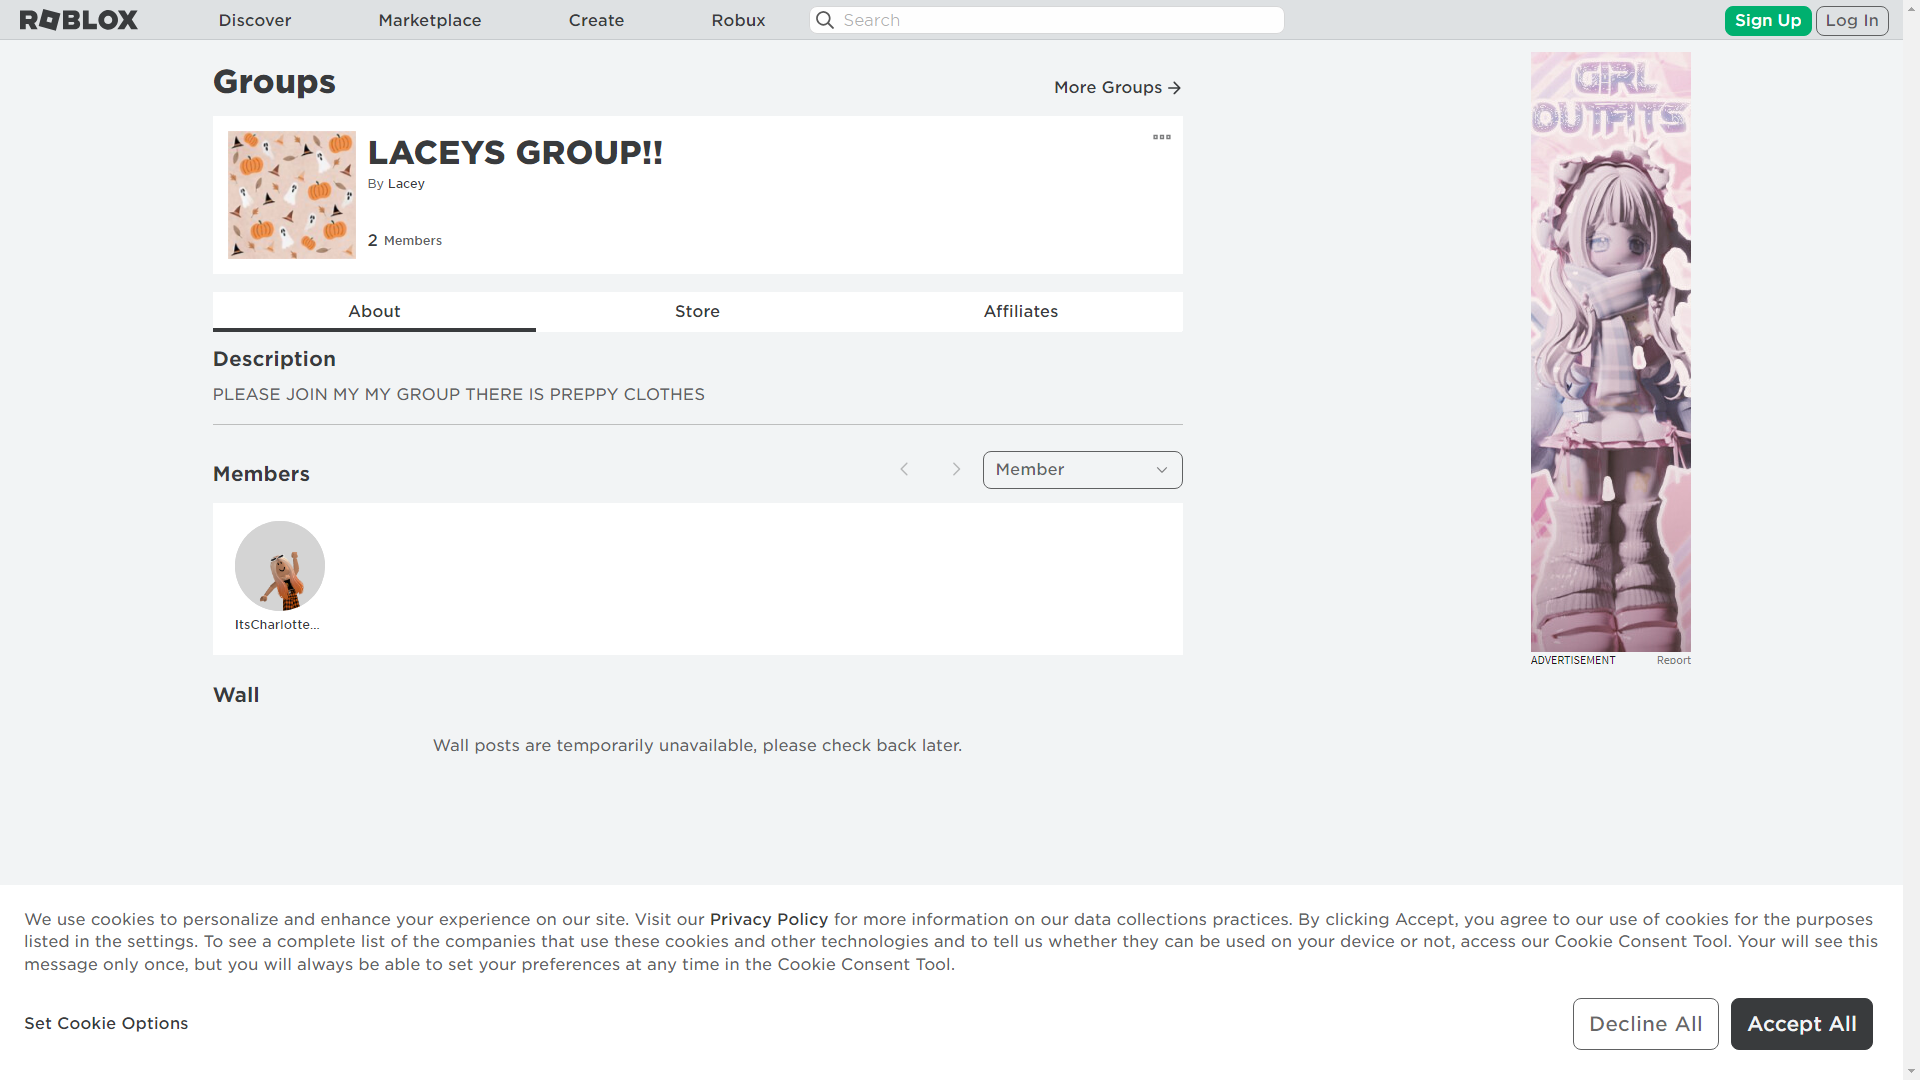 ROBLOX Discover Marketplace Create Robux Search Sign Up Log In
Groups
More Groups
LACEYS GROUP!!
By Lacey
2 Members
About Store Affiliates
Description
PLEASE JOIN MY MY GROUP THERE IS PREPPY CLOTHES
Members
Member
ItsCharlotte...
Wall
Wall posts are temporarily unavailable, please check back later.
GIRL
OUTFITS
ADVERTISEMENT Report
We use cookies to personalize and enhance your experience on our site. Visit our Privacy Policy for more information on our data collections practices. By clicking Accept, you agree to our use of cookies for the purposes
listed in the settings. To see a complete list of the companies that use these cookies and other technologies and to tell us whether they can be used on your device or not, access our Cookie Consent Tool. Your will see this
message only once, but you will always be able to set your preferences at any time in the Cookie Consent Tool.
Set Cookie Options
Decline All
Accept All